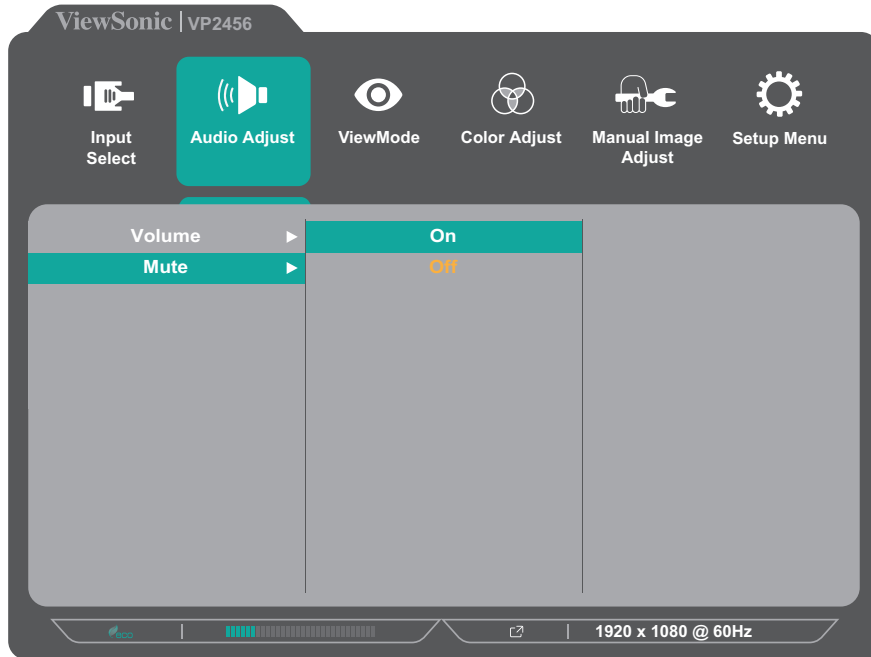 ViewSonic | VP2456
Input Select
Audio Adjust
ViewMode
Color Adjust
Manual Image Adjust
Setup Menu
Volume
On
Mute
Off
eco
1920 x 1080 @ 60Hz